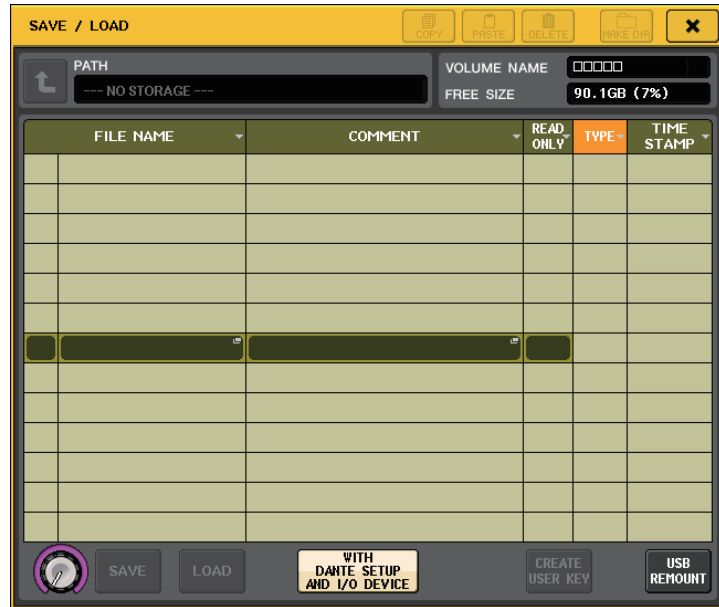 SAVE / LOAD
COPY
PASTE
DELETE
MAKE DIR
PATH
--- NO STORAGE ---
VOLUME NAME
□□□□□
FREE SIZE
90.1GB (7%)
FILE NAME
COMMENT
READ ONLY
TYPE
TIME STAMP
SAVE
LOAD
WITH
DANTE SETUP
AND I/O DEVICE
CREATE
USER KEY
USB
REMOUNT